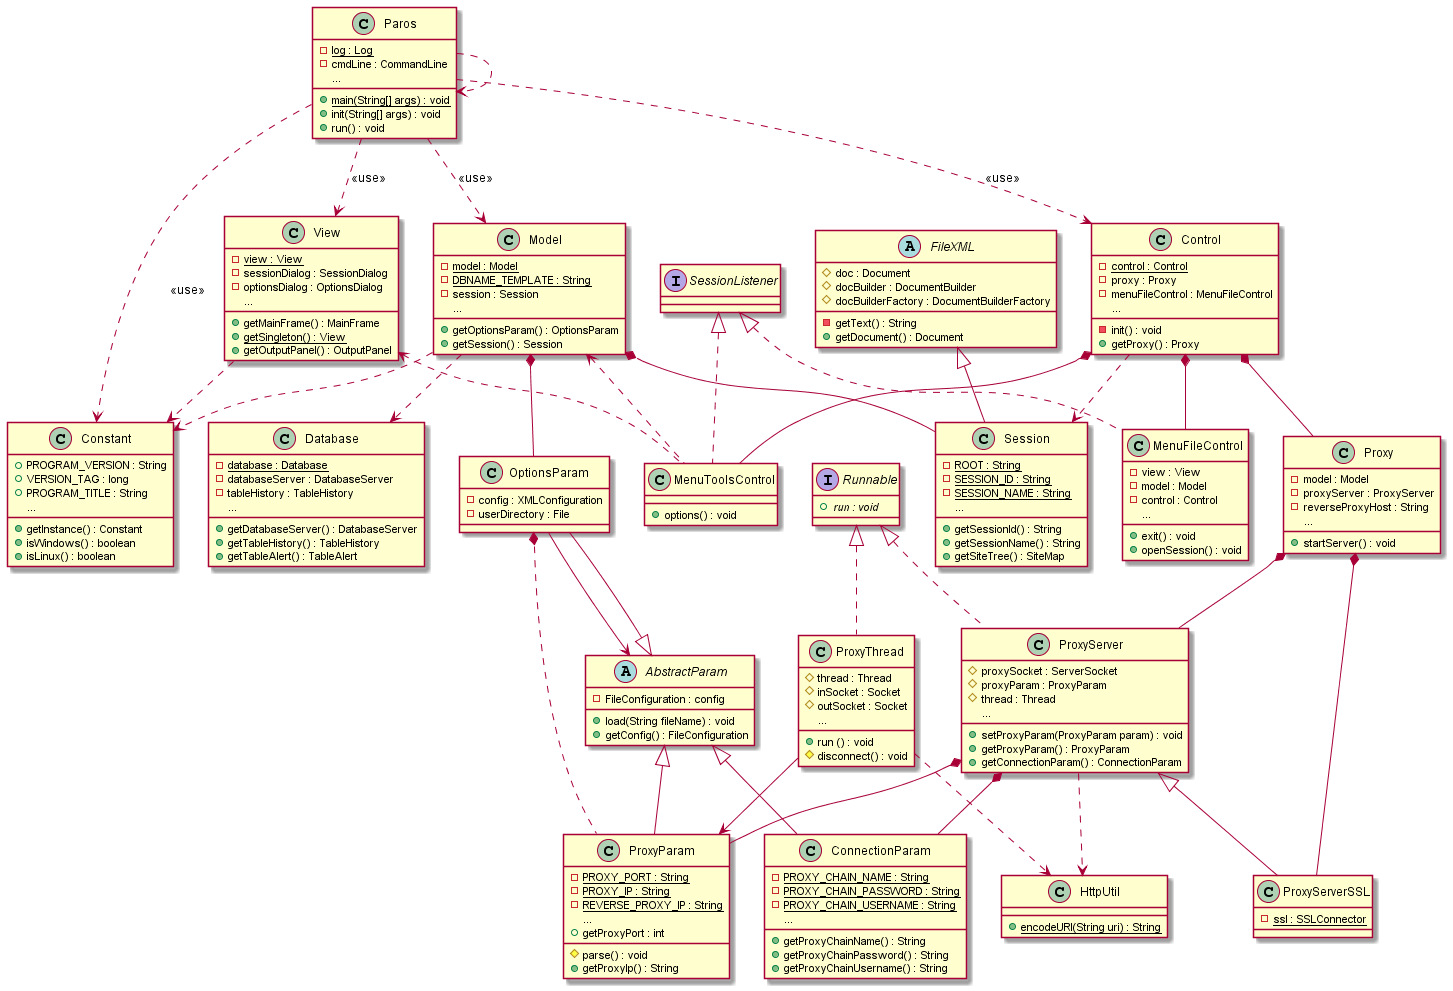 C Paros
log : Log
cmdLine : CommandLine
...
main(String[] args) : void
init(String[] args) : void
run() : void
«use»
«use»
«use»
«use»
C View
view : View
sessionDialog : SessionDialog
optionsDialog : OptionsDialog
...
getMainFrame() : MainFrame
getSingleton() : View
getOutputPanel() : OutputPanel
C Model
model : Model
DBNAME_TEMPLATE : String
session : Session
...
getOptionsParam() : OptionsParam
getSession() : Session
I SessionListener
A FileXML
doc : Document
docBuilder : DocumentBuilder
docBuilderFactory : DocumentBuilderFactory
getText() : String
getDocument() : Document
C Control
control : Control
proxy : Proxy
menuFileControl : MenuFileControl
...
init() : void
getProxy() : Proxy
C Constant
PROGRAM_VERSION : String
VERSION_TAG : long
PROGRAM_TITLE : String
...
getInstance() : Constant
isWindows() : boolean
isLinux() : boolean
C Database
database : Database
databaseServer : DatabaseServer
tableHistory : TableHistory
...
getDatabaseServer() : DatabaseServer
getTableHistory() : TableHistory
getTableAlert() : TableAlert
C OptionsParam
config : XMLConfiguration
userDirectory : File
C MenuToolsControl
options() : void
I Runnable
run : void
C Session
ROOT : String
SESSION_ID : String
SESSION_NAME : String
...
getSessionId() : String
getSessionName() : String
getSiteTree() : SiteMap
C MenuFileControl
view : View
model : Model
control : Control
...
exit() : void
openSession() : void
C Proxy
model : Model
proxyServer : ProxyServer
reverseProxyHost : String
...
startServer() : void
A AbstractParam
FileConfiguration : config
load(String fileName) : void
getConfig() : FileConfiguration
C ProxyThread
thread : Thread
inSocket : Socket
outSocket : Socket
...
run () : void
disconnect() : void
C ProxyServer
proxySocket : ServerSocket
proxyParam : ProxyParam
thread : Thread
...
setProxyParam(ProxyParam param) : void
getProxyParam() : ProxyParam
getConnectionParam() : ConnectionParam
C ProxyParam
PROXY_PORT : String
PROXY_IP : String
REVERSE_PROXY_IP : String
...
getProxyPort : int
parse() : void
getProxyIp() : String
C ConnectionParam
PROXY_CHAIN_NAME : String
PROXY_CHAIN_PASSWORD : String
PROXY_CHAIN_USERNAME : String
...
getProxyChainName() : String
getProxyChainPassword() : String
getProxyChainUsername() : String
C HttpUtil
encodeURI(String uri) : String
C ProxyServerSSL
ssl : SSLConnector